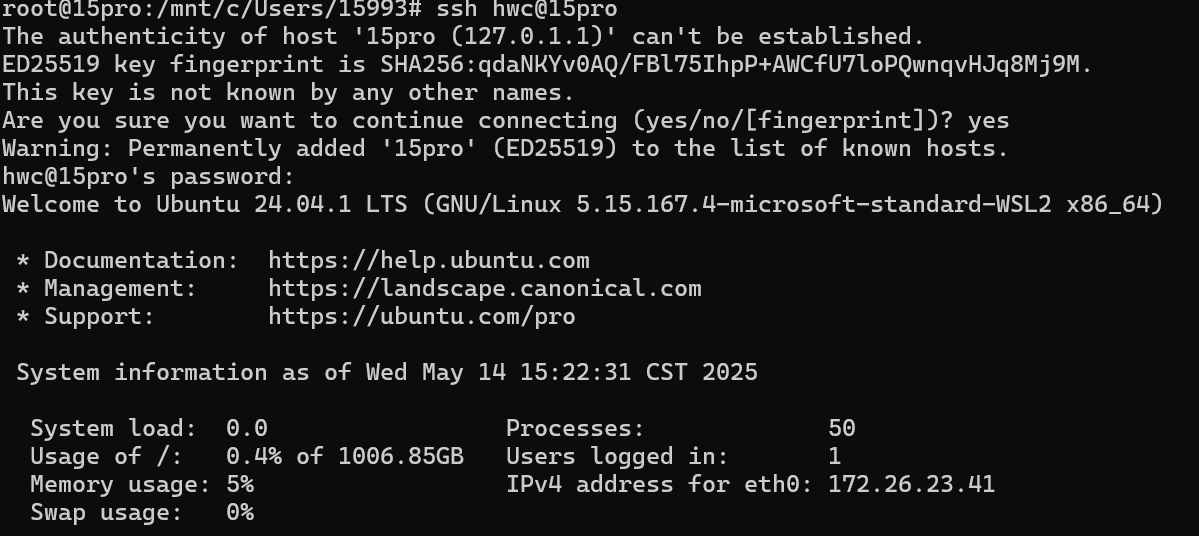 root@15pro:/mnt/c/Users/15993# ssh hwc@15pro
The authenticity of host '15pro (127.0.1.1)' can't be established.
ED25519 key fingerprint is SHA256:qdaNKYv0AQ/FBl75IhpP+AWCfU7loPQwnqvHJq8Mj9M.
This key is not known by any other names.
Are you sure you want to continue connecting (yes/no/[fingerprint])? yes
Warning: Permanently added '15pro' (ED25519) to the list of known hosts.
hwc@15pro's password:
Welcome to Ubuntu 24.04.1 LTS (GNU/Linux 5.15.167.4-microsoft-standard-WSL2 x86_64)

 * Documentation:  https://help.ubuntu.com
 * Management:     https://landscape.canonical.com
 * Support:        https://ubuntu.com/pro

 System information as of Wed May 14 15:22:31 CST 2025

  System load:  0.0                 Processes:             50
  Usage of /:   0.4% of 1006.85GB   Users logged in:       1
  Memory usage: 5%                  IPv4 address for eth0: 172.26.23.41
  Swap usage:   0%